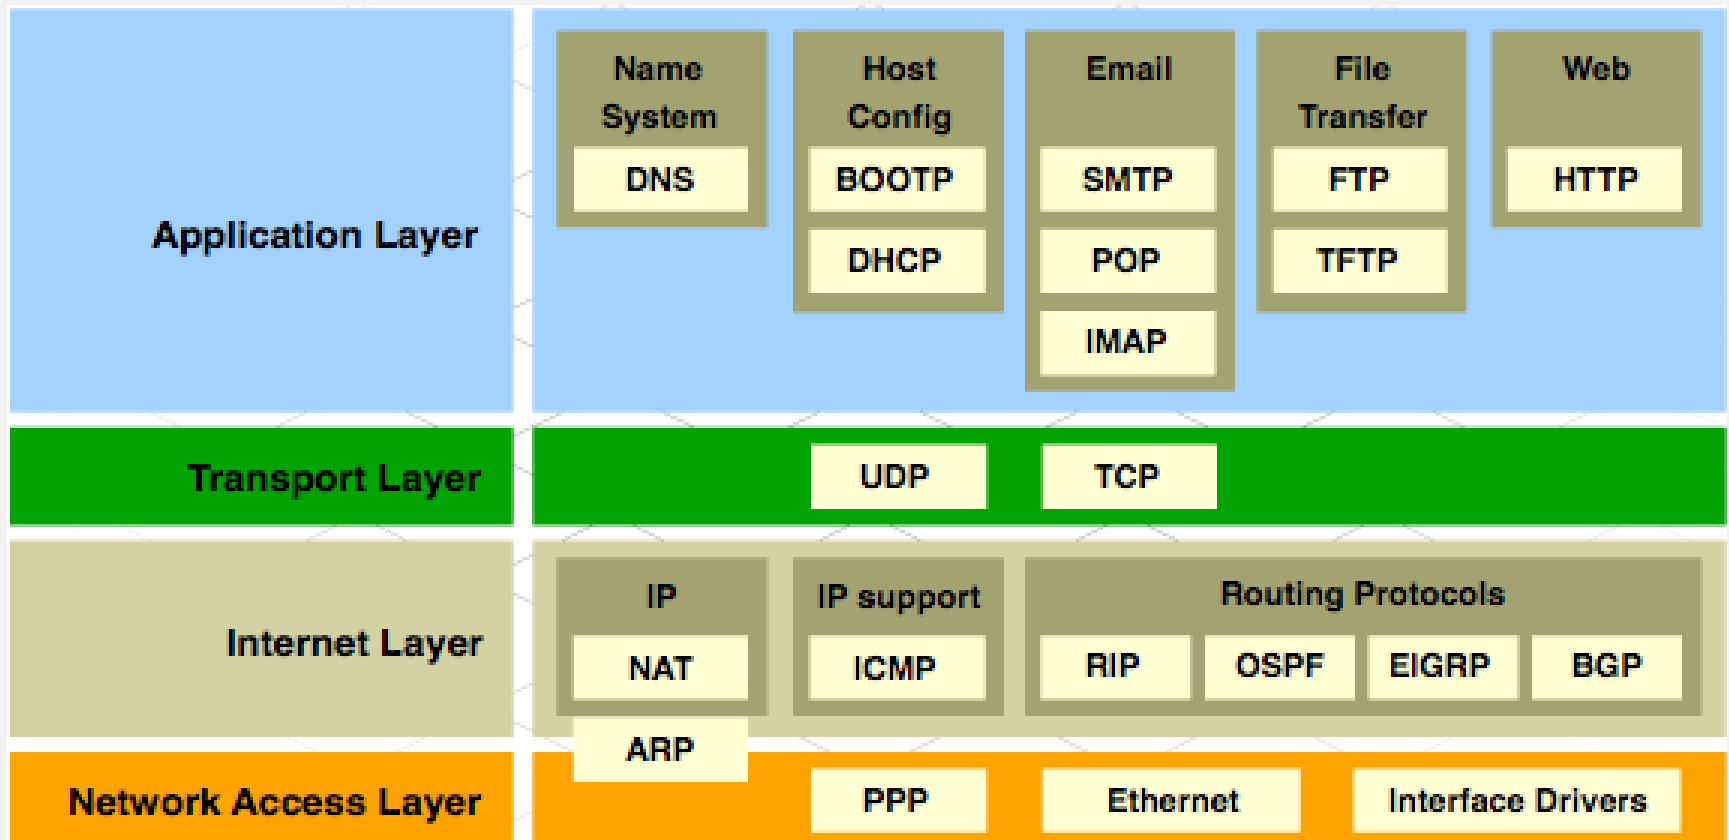 Application Layer
Name
System
DNS
Host
Config
BOOTP
DHCP
Email
SMTP
POP
IMAP
File
Transfer
FTP
TFTP
Web
HTTP
Transport Layer
UDP
TCP
Internet Layer
IP
NAT
ARP
IP support
ICMP
Routing Protocols
RIP
OSPF
EIGRP
BGP
Network Access Layer
PPP
Ethernet
Interface Drivers